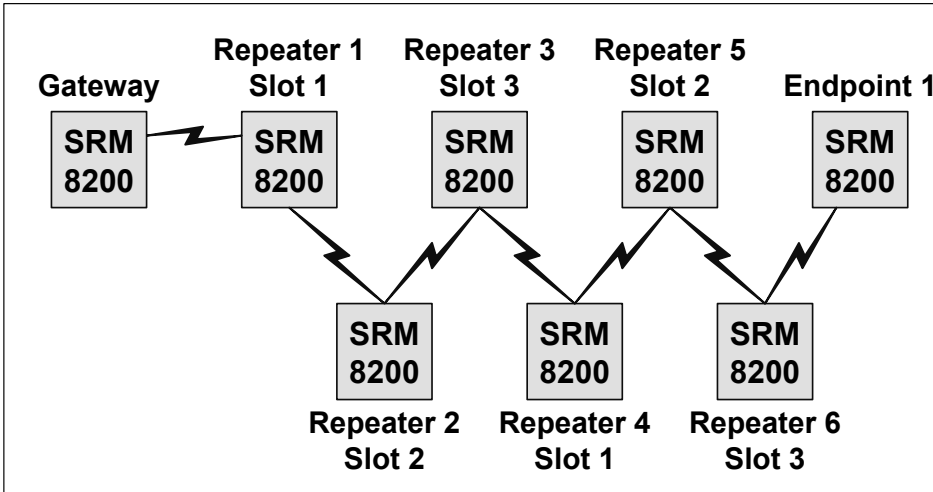 Gateway
SRM
8200
Repeater 1
Slot 1
SRM
8200
Repeater 3
Slot 3
SRM
8200
Repeater 5
Slot 2
SRM
8200
Endpoint 1
SRM
8200
SRM
8200
Repeater 2
Slot 2
SRM
8200
Repeater 4
Slot 1
SRM
8200
Repeater 6
Slot 3